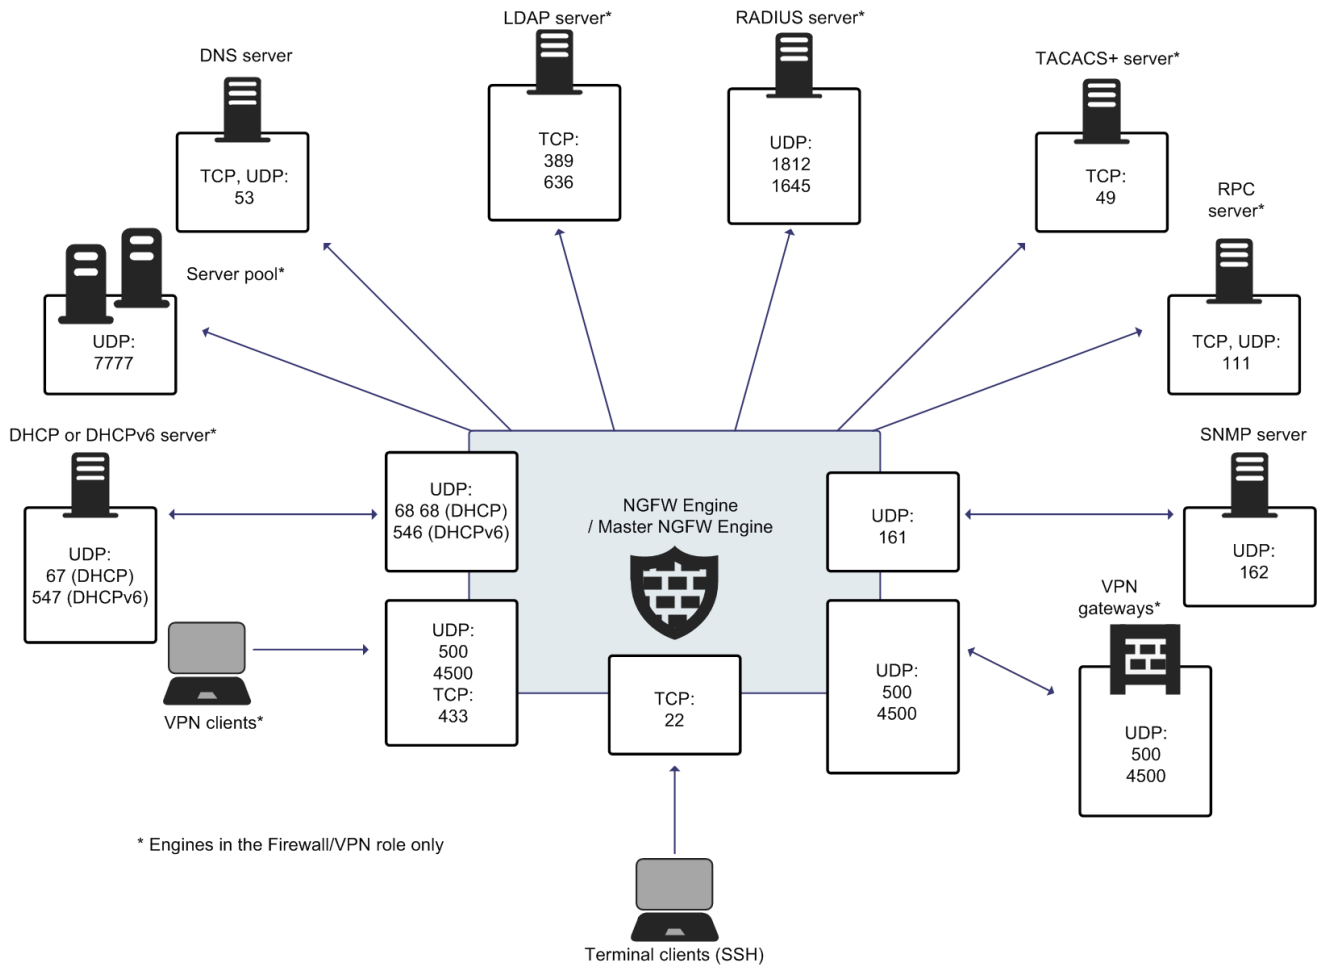 LDAP server*
RADIUS server*
DNS server
TACACS+ server*
TCP:
389
636
UDP:
1812
1645
TCP, UDP:
53
TCP:
49
RPC
server*
Server pool*
UDP:
7777
TCP, UDP:
111
DHCP or DHCPv6 server*
SNMP server
UDP:
68 68 (DHCP)
546 (DHCPv6)
NGFW Engine
/ Master NGFW Engine
UDP:
161
UDP:
67 (DHCP)
547 (DHCPv6)
UDP:
162
VPN
gateways*
UDP:
500
4500
TCP:
433
VPN clients*
TCP:
22
UDP:
500
4500
UDP:
500
4500
* Engines in the Firewall/VPN role only
Terminal clients (SSH)